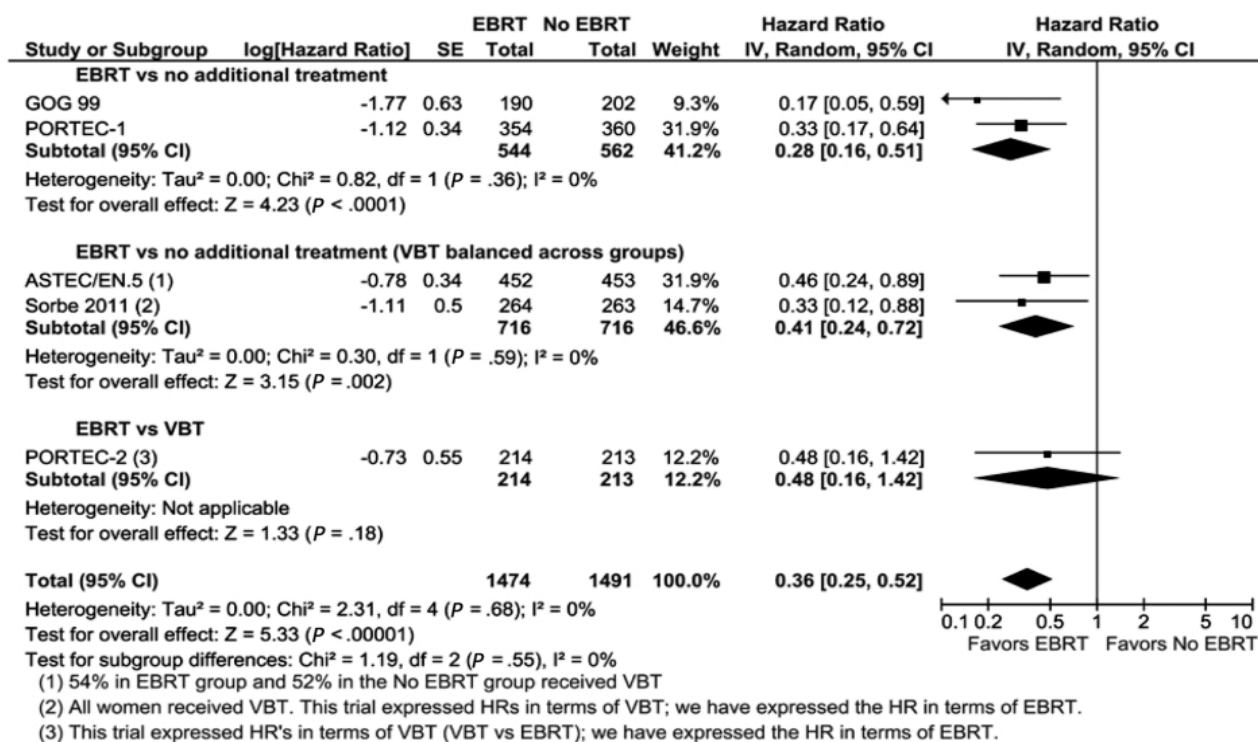 EBRT No EBRT Hazard Ratio Hazard Ratio
Study or Subgroup log[Hazard Ratio] SE Total Total Weight IV, Random, 95% CI IV, Random, 95% CI
EBRT vs no additional treatment
GOG 99 -1.77 0.63 190 202 9.3% 0.17 [0.05, 0.59]
PORTEC-1 -1.12 0.34 354 360 31.9% 0.33 [0.17, 0.64]
Subtotal (95% CI) 544 562 41.2% 0.28 [0.16, 0.51]
Heterogeneity: Tau² = 0.00; Chi² = 0.82, df = 1 (P = .36); I² = 0%
Test for overall effect: Z = 4.23 (P < .0001)
EBRT vs no additional treatment (VBT balanced across groups)
ASTEC/EN.5 (1) -0.78 0.34 452 453 31.9% 0.46 [0.24, 0.89]
Sorbe 2011 (2) -1.11 0.5 264 263 14.7% 0.33 [0.12, 0.88]
Subtotal (95% CI) 716 716 46.6% 0.41 [0.24, 0.72]
Heterogeneity: Tau² = 0.00; Chi² = 0.30, df = 1 (P = .59); I² = 0%
Test for overall effect: Z = 3.15 (P = .002)
EBRT vs VBT
PORTEC-2 (3) -0.73 0.55 214 213 12.2% 0.48 [0.16, 1.42]
Subtotal (95% CI) 214 213 12.2% 0.48 [0.16, 1.42]
Heterogeneity: Not applicable
Test for overall effect: Z = 1.33 (P = .18)
Total (95% CI) 1474 1491 100.0% 0.36 [0.25, 0.52]
Heterogeneity: Tau² = 0.00; Chi² = 2.31, df = 4 (P = .68); I² = 0%
Test for overall effect: Z = 5.33 (P < .00001)
Test for subgroup differences: Chi² = 1.19, df = 2 (P = .55), I² = 0%
0.1 0.2 0.5 1 2 5 10
Favors EBRT Favors No EBRT
(1) 54% in EBRT group and 52% in the No EBRT group received VBT
(2) All women received VBT. This trial expressed HRs in terms of VBT; we have expressed the HR in terms of EBRT.
(3) This trial expressed HR's in terms of VBT (VBT vs EBRT); we have expressed the HR in terms of EBRT.